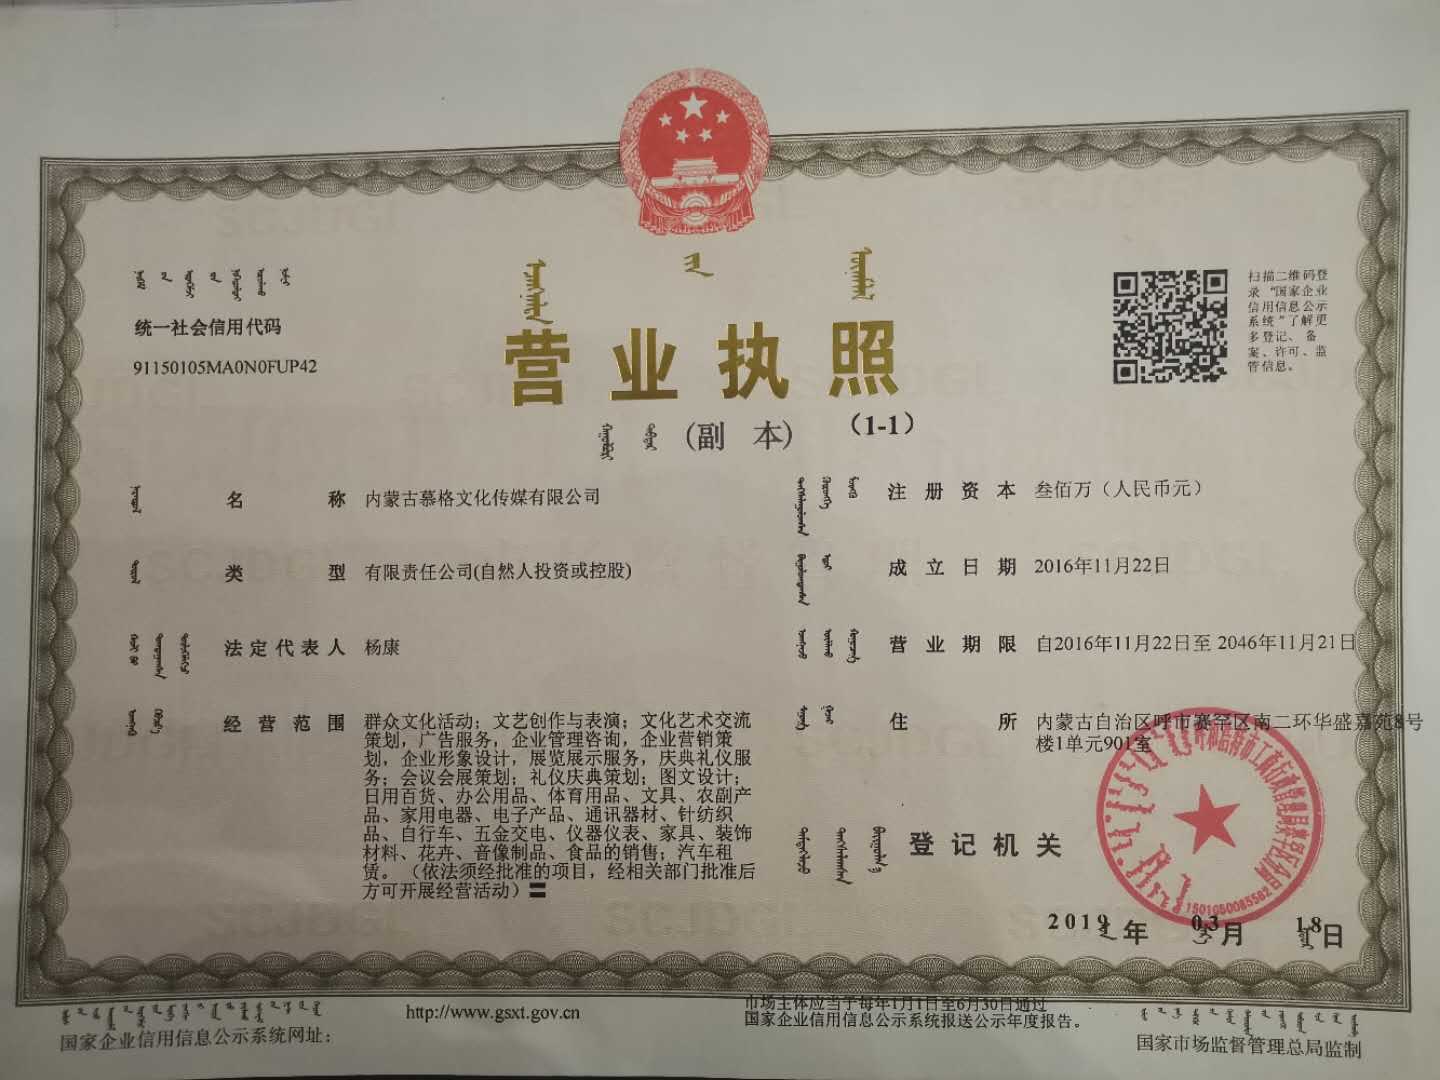 统一社会信用代码
91150105MA0N0FUP42
营业执照
(副 本)
(1-1)
扫描二维码登
录“国家企业
信用信息公示
系统”了解更
多登记、备
案、许可、监
管信息。
名 称 内蒙古慕格文化传媒有限公司
类 型 有限责任公司(自然人投资或控股)
法定代表人 杨康
经营范围 群众文化活动；文艺创作与表演；文化艺术交流
策划，广告服务，企业管理咨询，企业营销策
划，企业形象设计，展览展示服务，庆典礼仪服
务；会议会展策划；礼仪庆典策划；图文设计；
日用百货、办公用品、体育用品、文具、农副产
品、家用电器、电子产品、通讯器材、针纺织
品、自行车、五金交电、仪器仪表、家具、装饰
材料、花卉、音像制品、食品的销售；汽车租
赁。（依法须经批准的项目，经相关部门批准后
方可开展经营活动）
注册资本 叁佰万（人民币元）
成立日期 2016年11月22日
营业期限 自2016年11月22日至 2046年11月21日
住 所 内蒙古自治区呼市赛罕区南二环华盛嘉苑8号
楼1单元901室
登记机关
1501050085582
2019年 03月 18日
国家企业信用信息公示系统网址：
http://www.gsxt.gov.cn
市场主体应当于每年1月1日至6月30日通过
国家企业信用信息公示系统报送公示年度报告。
国家市场监督管理总局监制